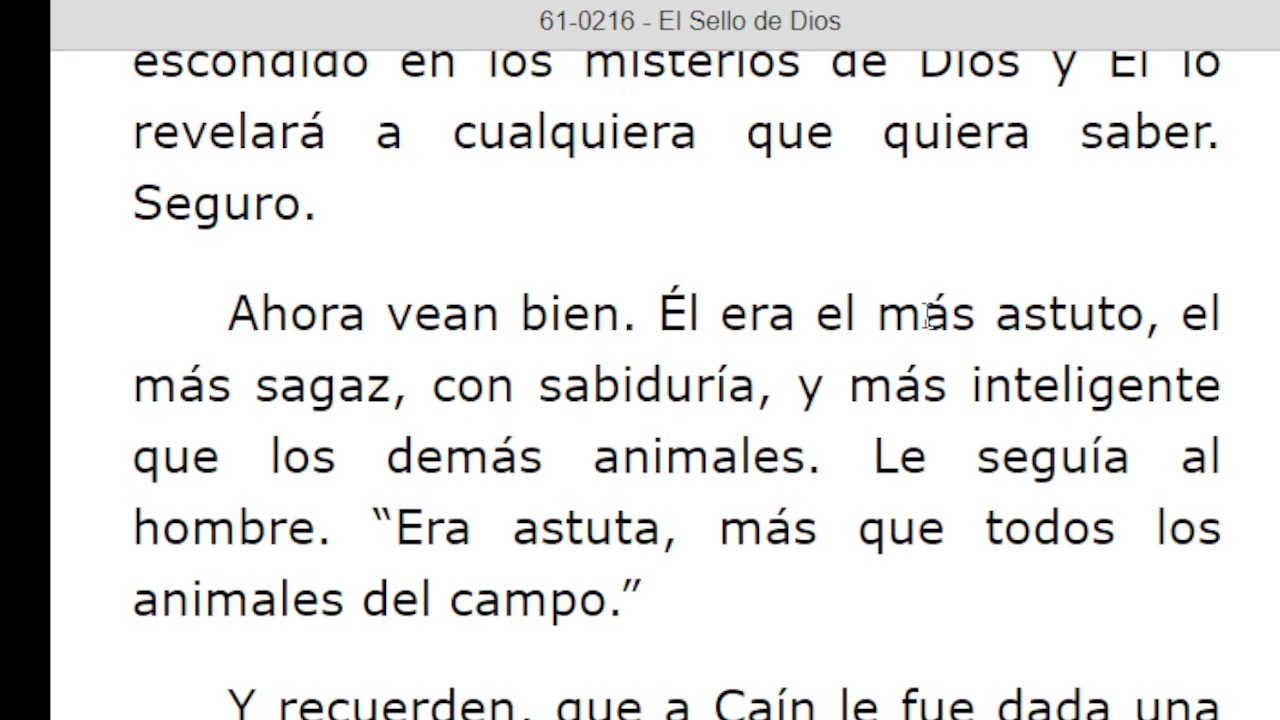 61-0216 - El Sello de Dios
escondido en los misterios de Dios y Él lo
revelará a cualquiera que quiera saber.
Seguro.
Ahora vean bien. Él era el más astuto, el
más sagaz, con sabiduría, y más inteligente
que los demás animales. Le seguía al
hombre. “Era astuta, más que todos los
animales del campo.”
Y recuerden, que a Caín le fue dada una